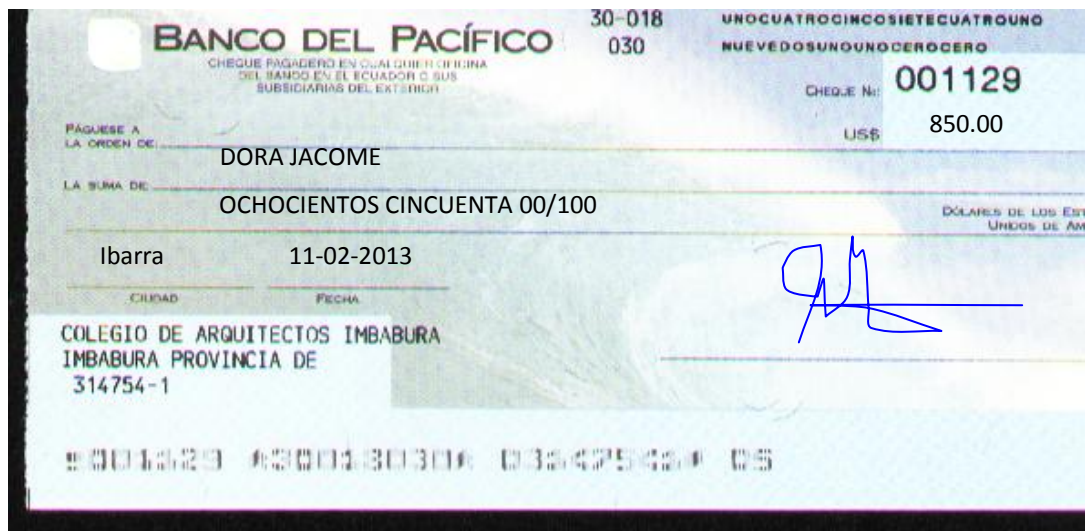 BANCO DEL PACÍFICO
CHEQUE PAGADERO EN CUALQUIER OFICINA
DEL BANCO EN EL ECUADOR O SUS
SUBSIDIARIAS DEL EXTERIOR
30-018
030
UNOCUATROCINCOSIETECUATROUNO
NUEVEDOSUNOUNOCEROCERO
CHEQUE No: 001129
PÁGUESE A
LA ORDEN DE: DORA JACOME
US$ 850.00
LA SUMA DE: OCHOCIENTOS CINCUENTA 00/100
DÓLARES DE LOS EST
UNIDOS DE AM
Ibarra 11-02-2013
CIUDAD FECHA
COLEGIO DE ARQUITECTOS IMBABURA
IMBABURA PROVINCIA DE
314754-1